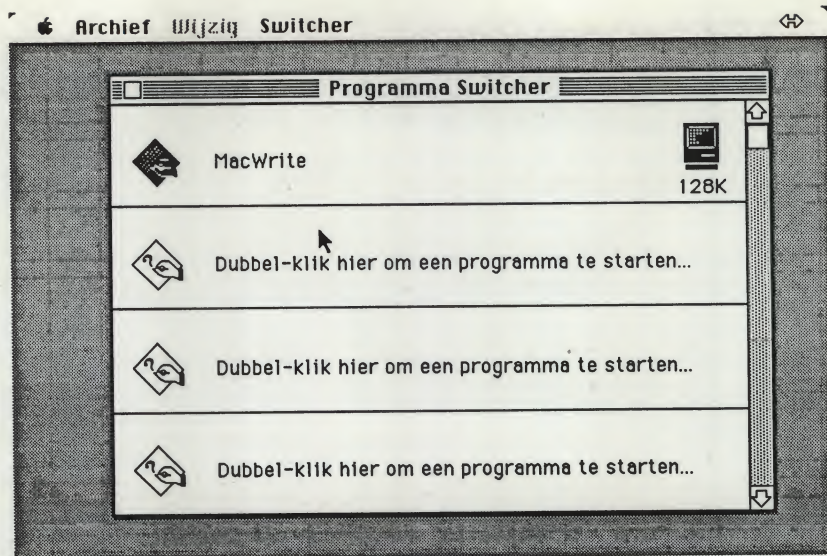 Archief Wijzig Switcher
Programma Switcher
MacWrite
128K
Dubbel-klik hier om een programma te starten...
Dubbel-klik hier om een programma te starten...
Dubbel-klik hier om een programma te starten...